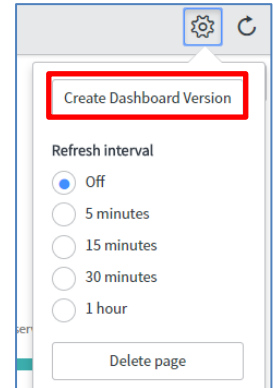 Create Dashboard Version
Refresh interval
Off
5 minutes
15 minutes
30 minutes
1 hour
Delete page